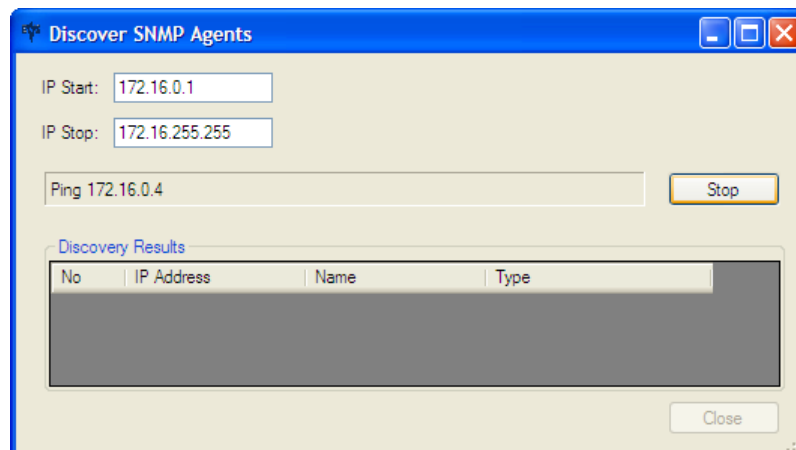 Discover SNMP Agents
IP Start: 172.16.0.1
IP Stop: 172.16.255.255
Ping 172.16.0.4 Stop
Discovery Results
No IP Address Name Type
Close